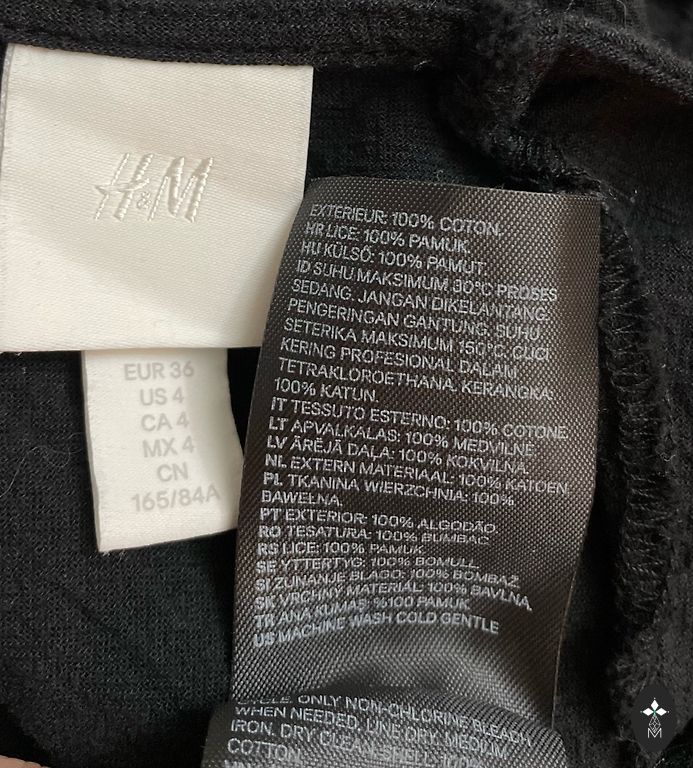 H&M
EUR 36
US 4
CA 4
MX 4
CN
165/84A
EXTERIEUR: 100% COTON.
HR LICE: 100% PAMUK.
HU KÜLSŐ: 100% PAMUT.
ID SUHU MAKSIMUM 30°C PROSES
SEDANG. JANGAN DIKELANTANG.
PENGERINGAN GANTUNG. SUHU
SETERIKA MAKSIMUM 150°C. CUCI
KERING PROFESIONAL DALAM
TETRAKLOROETHANA. KERANGKA:
100% KATUN.
IT TESSUTO ESTERNO: 100% COTONE.
LT APVALKALAS: 100% MEDVILNĖ
LV ĀRĒJĀ DAĻA: 100% KOKVILNA.
NL EXTERN MATERIAAL: 100% KATOEN
PL TKANINA WIERZCHNIA: 100%
BAWEŁNA.
PT EXTERIOR: 100% ALGODÃO.
RO TESATURA: 100% BUMBAC
RS LICE: 100% PAMUK
SE YTTERTYG: 100% BOMULL
SI ZUNANJE BLAGO: 100% BOMBAŽ
SK VRCHNÝ MATERIÁL: 100% BAVLNA.
TR ANA KUMAŞ: %100 PAMUK.
US MACHINE WASH COLD GENTLE
CYCLE. ONLY NON-CHLORINE BLEACH
WHEN NEEDED. LINE DRY. MEDIUM
IRON. DRY CLEAN. SHELL: 100%
COTTON.
M